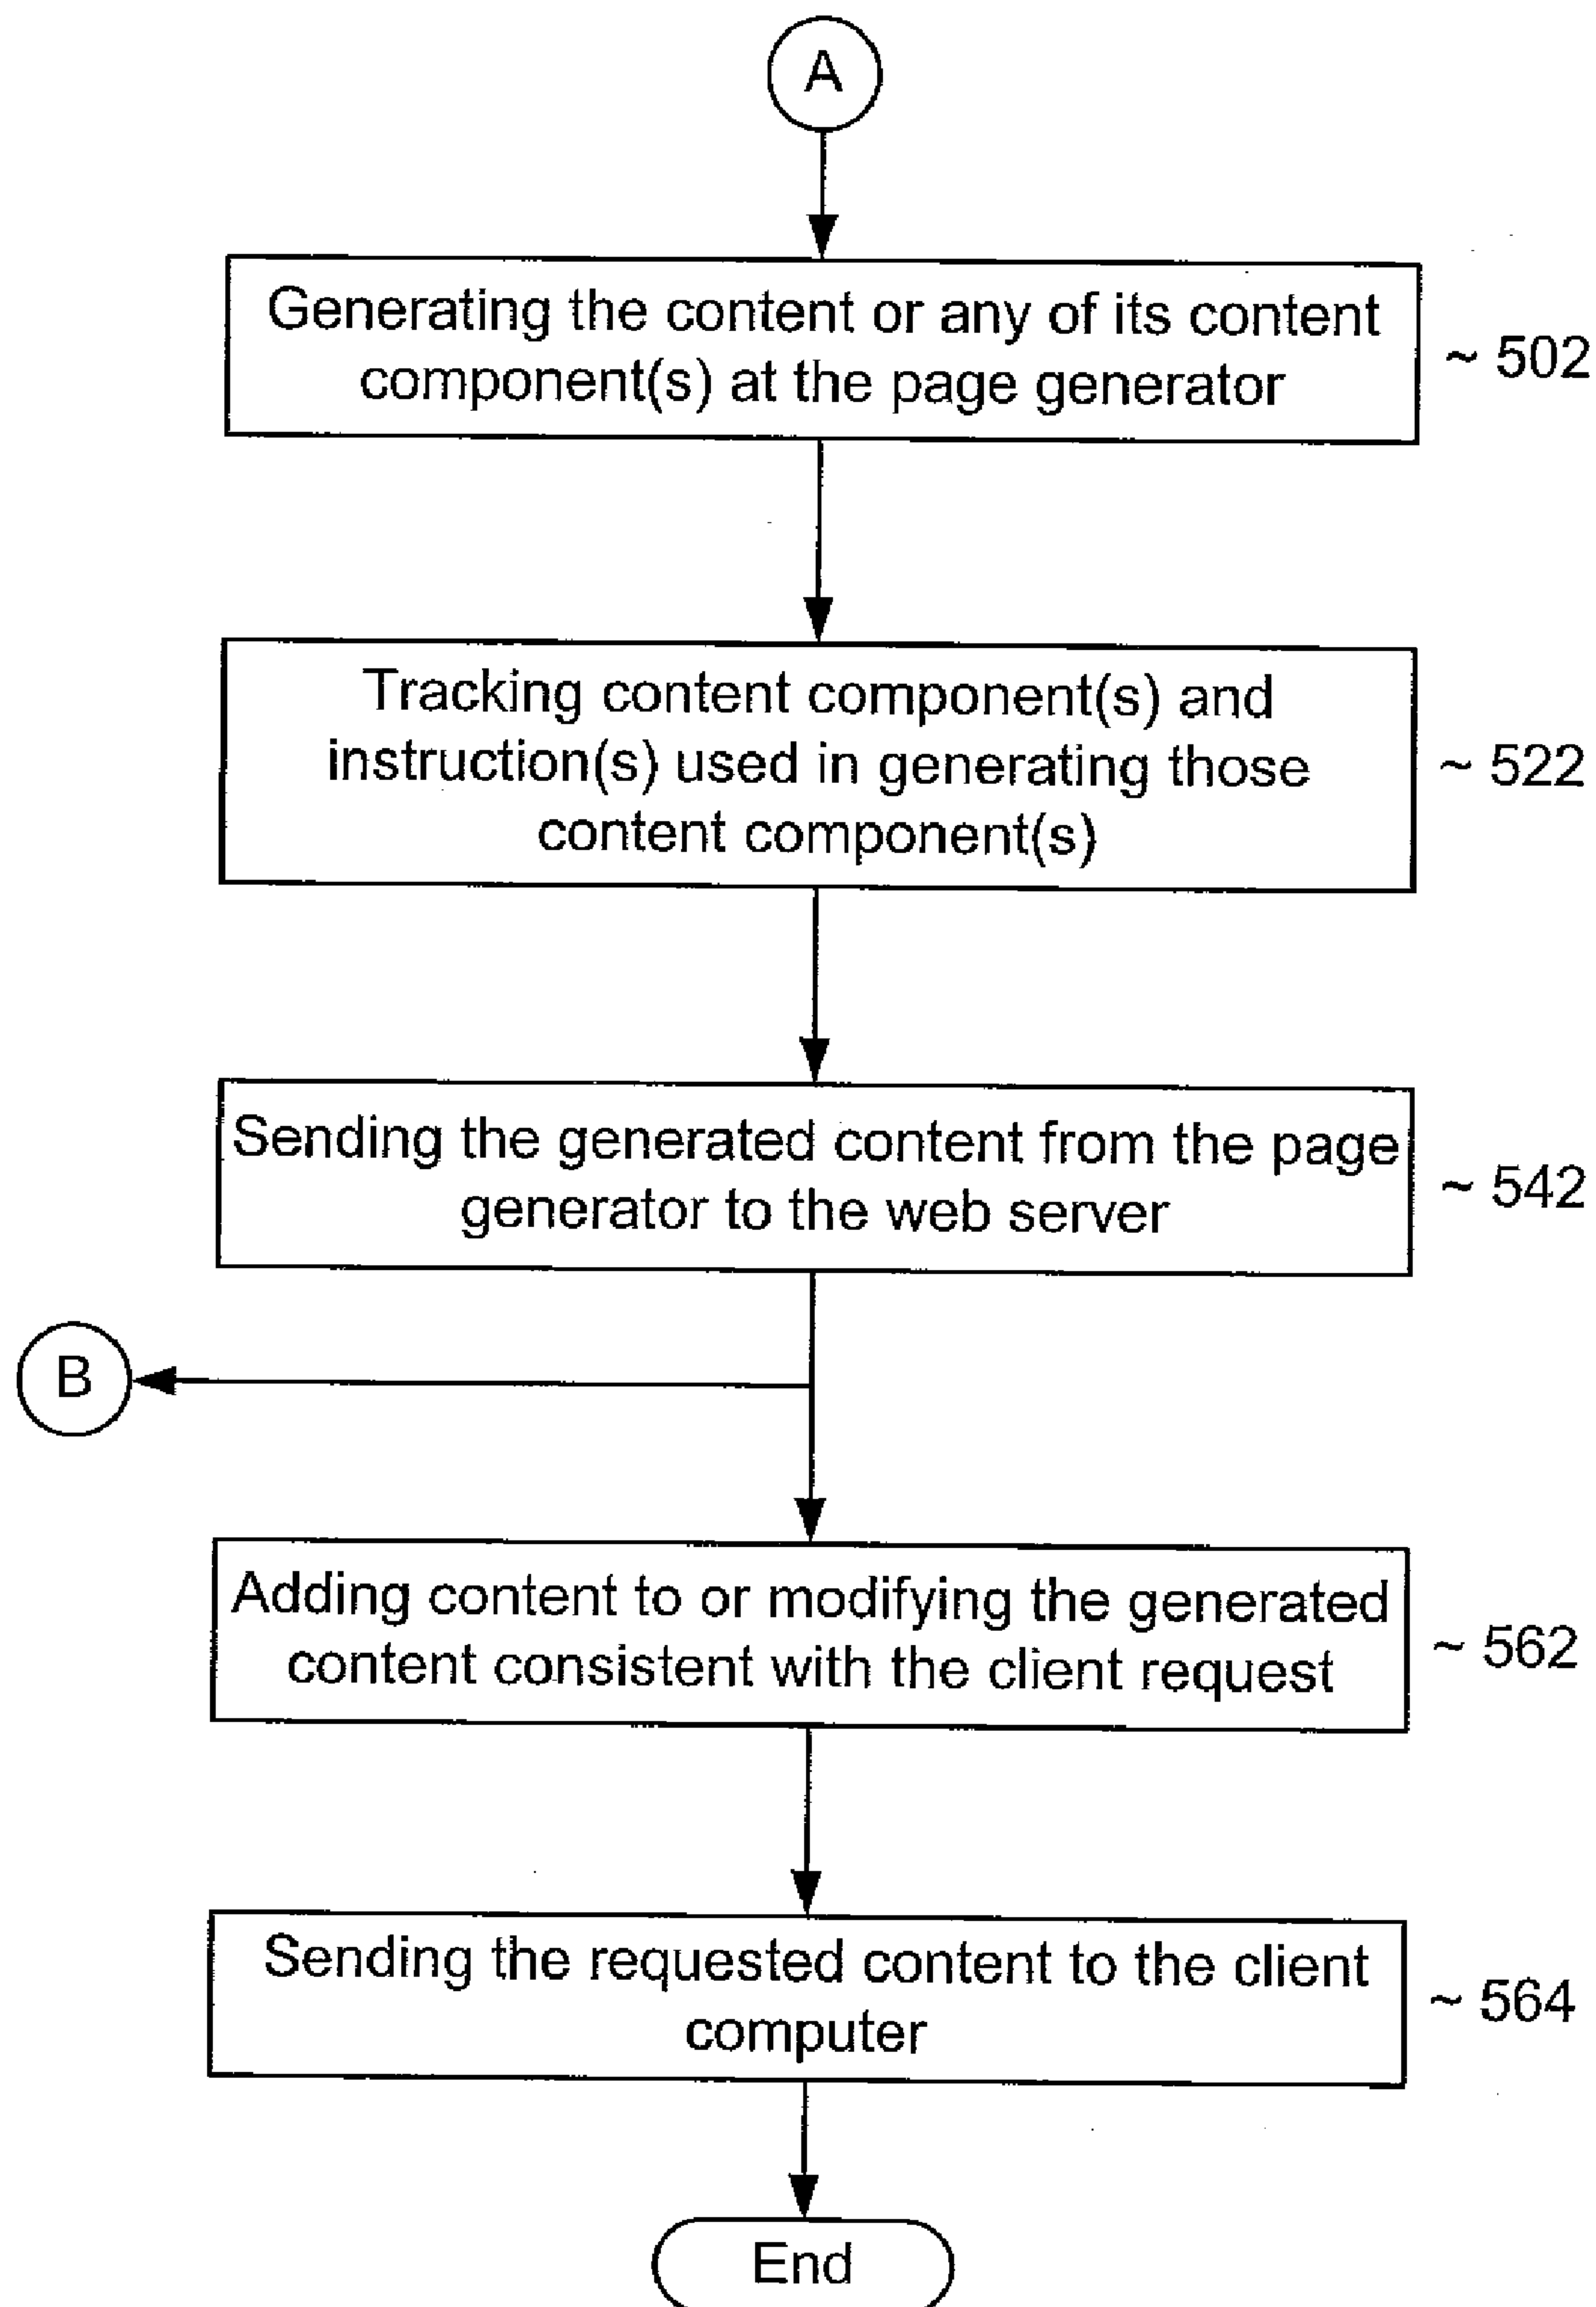 A
Generating the content or any of its content
component(s) at the page generator
~ 502
Tracking content component(s) and
instruction(s) used in generating those
content component(s)
~ 522
Sending the generated content from the page
generator to the web server
~ 542
B
Adding content to or modifying the generated
content consistent with the client request
~ 562
Sending the requested content to the client
computer
~ 564
End